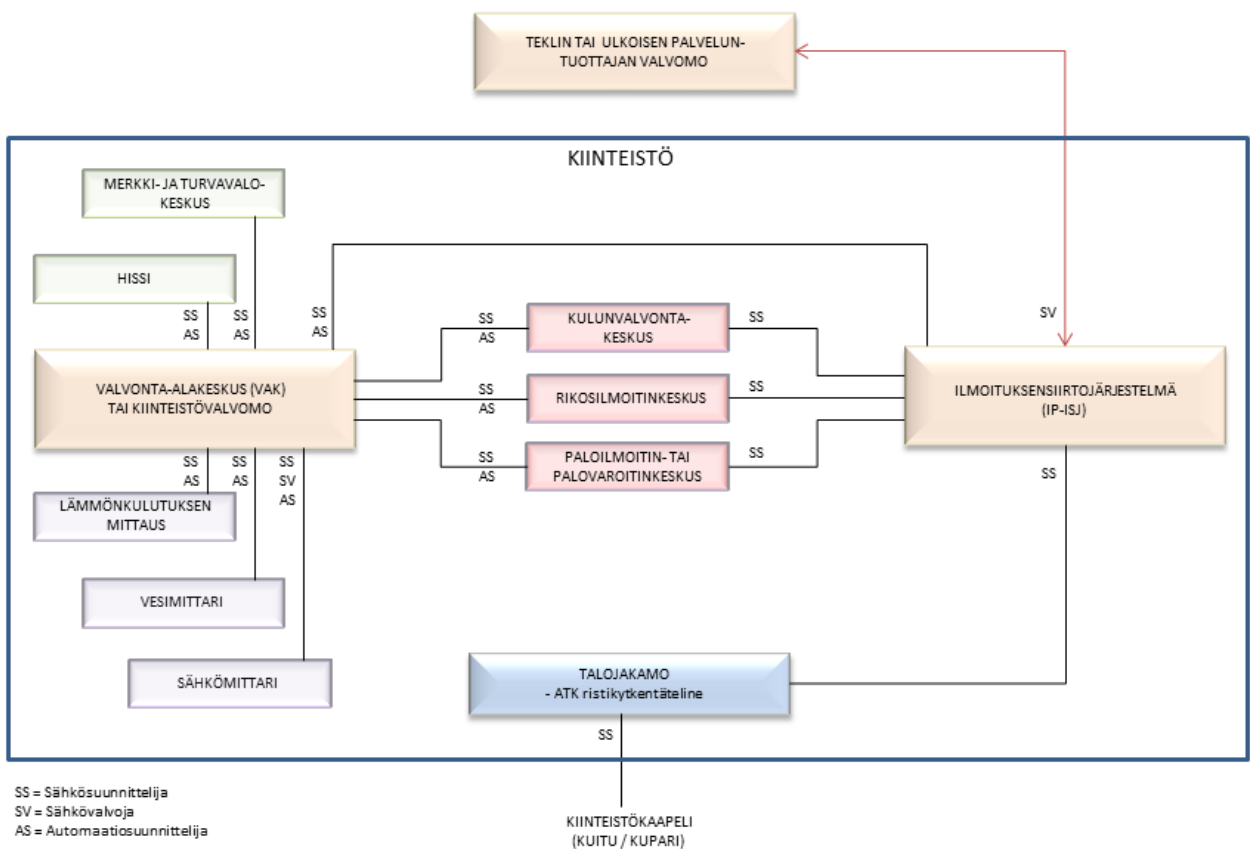 TEKLIN TAI ULKOISEN PALVELUN-
TUOTTAJAN VALVOMO
KIINTEISTÖ
MERKKI- JA TURVAVALO-
KESKUS
HISSI
SS
AS
SS
AS
SS
AS
SS
AS
KULUNVALVONTA-
KESKUS
SS
SV
VALVONTA-ALAKESKUS (VAK)
TAI KIINTEISTÖVALVOMO
SS
AS
RIKOSILMOITINKESKUS
SS
ILMOITUKSENSIIRTOJÄRJESTELMÄ
(IP-ISJ)
SS
AS
PALOILMOITIN- TAI
PALOVAROITINKESKUS
SS
SS
SS
AS
SS
AS
SS
SV
AS
LÄMMÖNKULUTUKSEN
MITTAUS
VESIMITTARI
SÄHKÖMITTARI
TALOJAKAMO
- ATK ristikytkentäteline
SS
SS = Sähkösuunnittelija
SV = Sähkövalvoja
AS = Automaatiosuunnittelija
KIINTEISTÖKAAPELI
(KUITU / KUPARI)